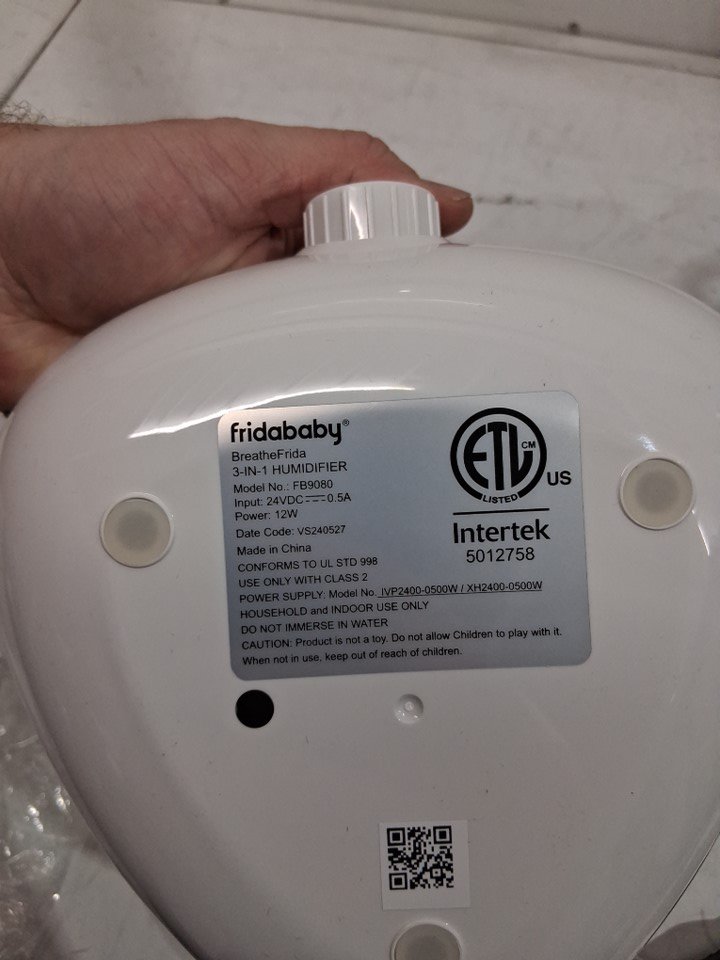 fridababy®
BreatheFrida
3-IN-1 HUMIDIFIER
Model No.: FB9080
Input: 24VDC⎓0.5A
Power: 12W
Date Code: VS240527
Made in China
CONFORMS TO UL STD 998
USE ONLY WITH CLASS 2
POWER SUPPLY: Model No. IVP2400-0500W / XH2400-0500W
HOUSEHOLD and INDOOR USE ONLY
DO NOT IMMERSE IN WATER
CAUTION: Product is not a toy. Do not allow Children to play with it.
When not in use, keep out of reach of children.
ETL CM
LISTED
US
Intertek
5012758